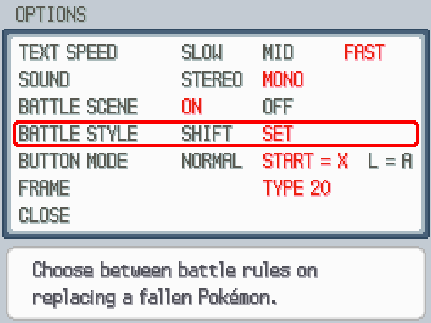 OPTIONS
TEXT SPEED SLOW MID FAST
SOUND STEREO MONO
BATTLE SCENE ON OFF
BATTLE STYLE SHIFT SET
BUTTON MODE NORMAL START = X L = A
FRAME TYPE 20
CLOSE
Choose between battle rules on
replacing a fallen Pokémon.